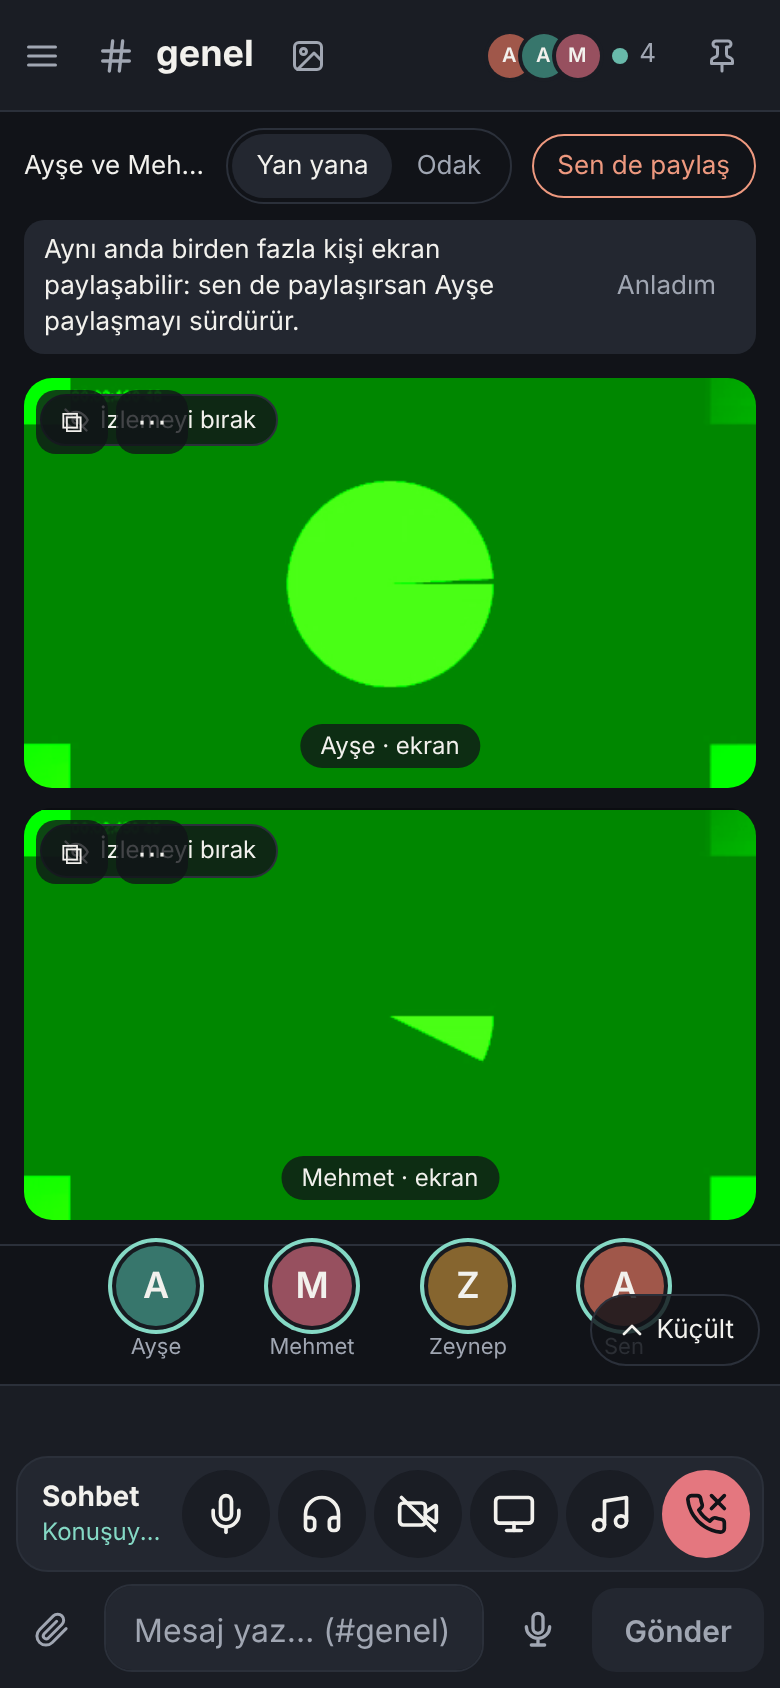 # genel
A A M 4
Ayşe ve Meh...
Yan yana
Odak
Sen de paylaş
Aynı anda birden fazla kişi ekran
paylaşabilir: sen de paylaşırsan Ayşe
paylaşmayı sürdürür.
Anladım
İzlemeyi bırak
Ayşe · ekran
İzlemeyi bırak
Mehmet · ekran
A M Z A
Ayşe Mehmet Zeynep Sen
Küçült
Sohbet
Konuşuy...
Mesaj yaz... (#genel)
Gönder